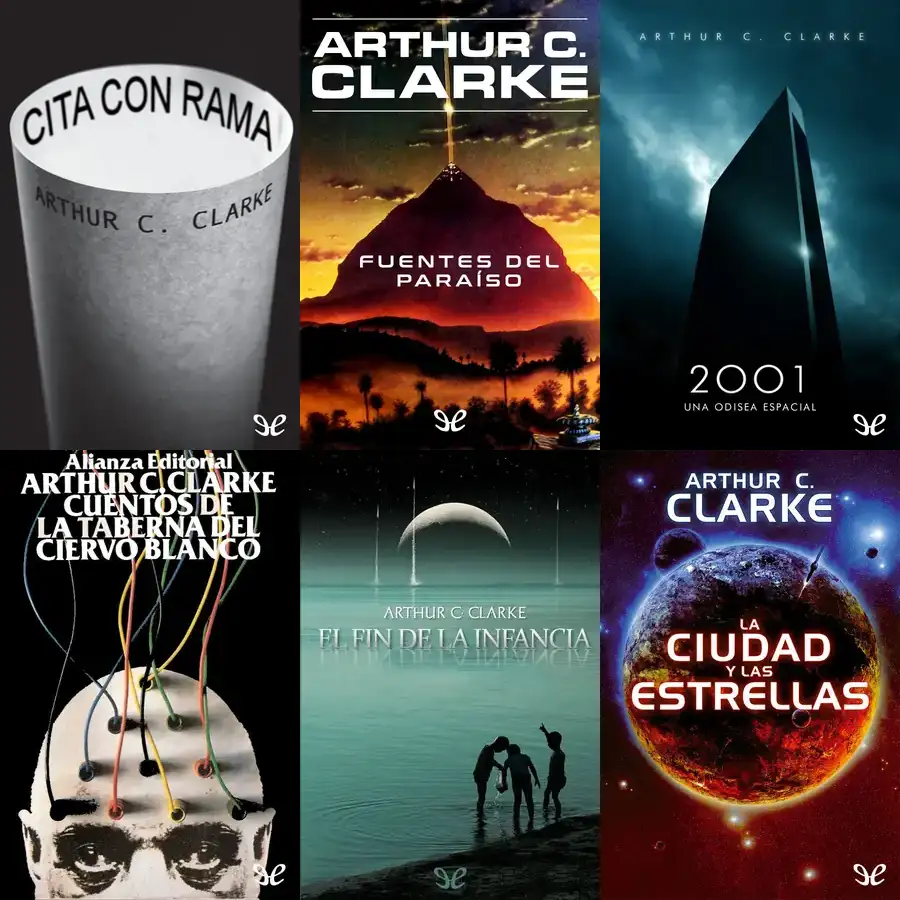 CITA CON RAMA
ARTHUR C. CLARKE
ARTHUR C.
CLARKE
FUENTES DEL
PARAÍSO
ARTHUR C. CLARKE
2001
UNA ODISEA ESPACIAL
Alianza Editorial
ARTHUR C. CLARKE
CUENTOS DE
LA TABERNA DEL
CIERVO BLANCO
ARTHUR C. CLARKE
EL FIN DE LA INFANCIA
ARTHUR C.
CLARKE
LA
CIUDAD
Y LAS
ESTRELLAS